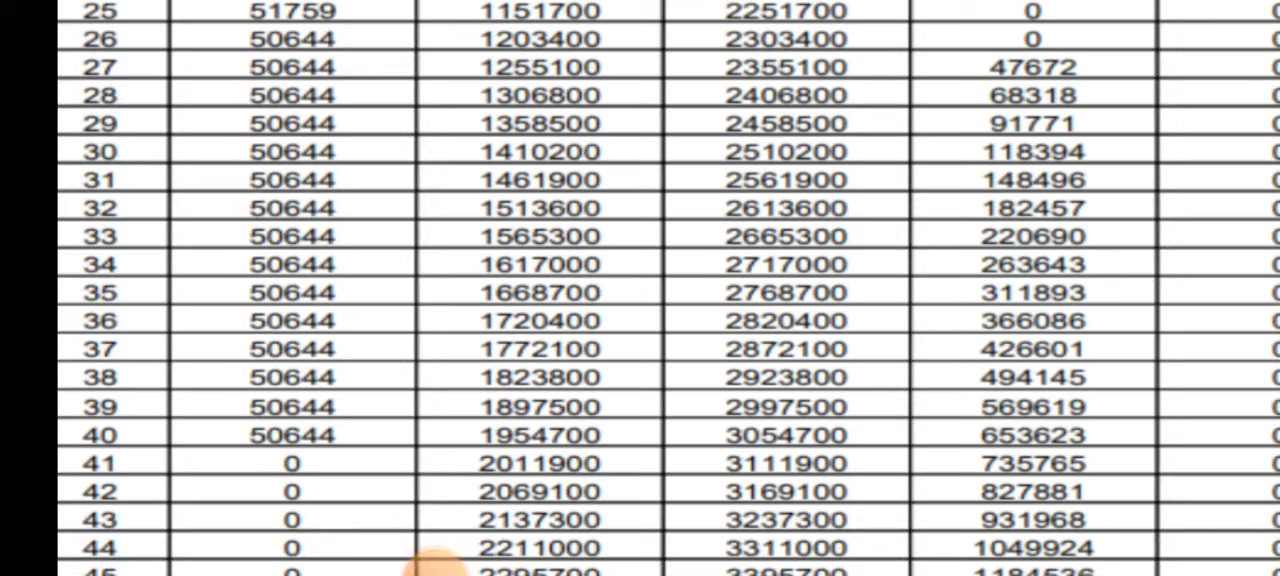 25 51759 1151700 2251700 0
26 50644 1203400 2303400 0
27 50644 1255100 2355100 47672
28 50644 1306800 2406800 68318
29 50644 1358500 2458500 91771
30 50644 1410200 2510200 118394
31 50644 1461900 2561900 148496
32 50644 1513600 2613600 182457
33 50644 1565300 2665300 220690
34 50644 1617000 2717000 263643
35 50644 1668700 2768700 311893
36 50644 1720400 2820400 366086
37 50644 1772100 2872100 426601
38 50644 1823800 2923800 494145
39 50644 1897500 2997500 569619
40 50644 1954700 3054700 653623
41 0 2011900 3111900 735765
42 0 2069100 3169100 827881
43 0 2137300 3237300 931968
44 0 2211000 3311000 1049924
45 0 2295700 3395700 1184536